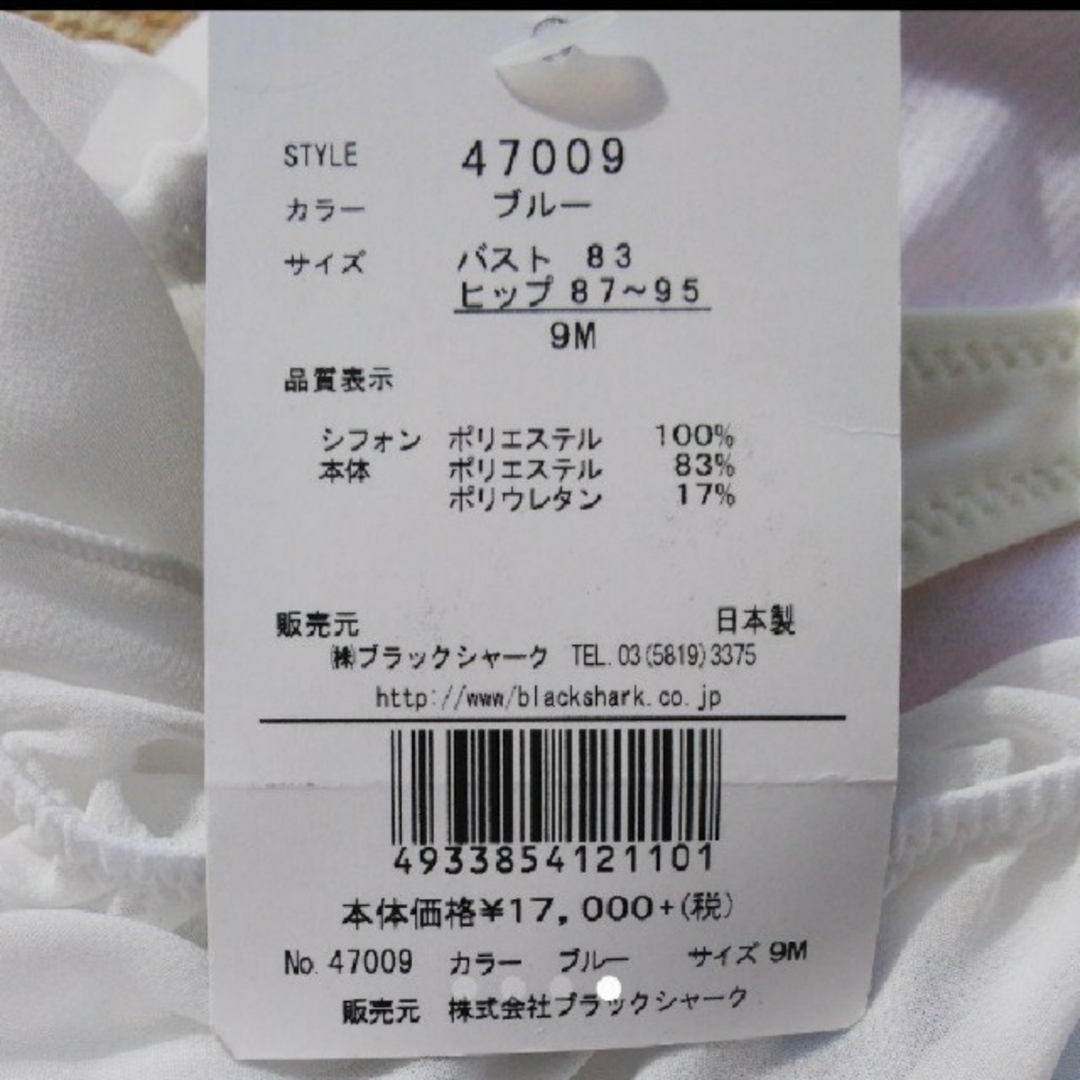 STYLE 47009
カラー ブルー
サイズ バスト 83
ヒップ 87~95
9M
品質表示
シフォン ポリエステル 100%
本体 ポリエステル 83%
ポリウレタン 17%
販売元 日本製
㈱ブラックシャーク TEL.03(5819)3375
http://www/blackshark.co.jp
4933854121101
本体価格¥17,000+(税)
No.47009 カラー ブルー サイズ 9M
販売元 株式会社ブラックシャーク